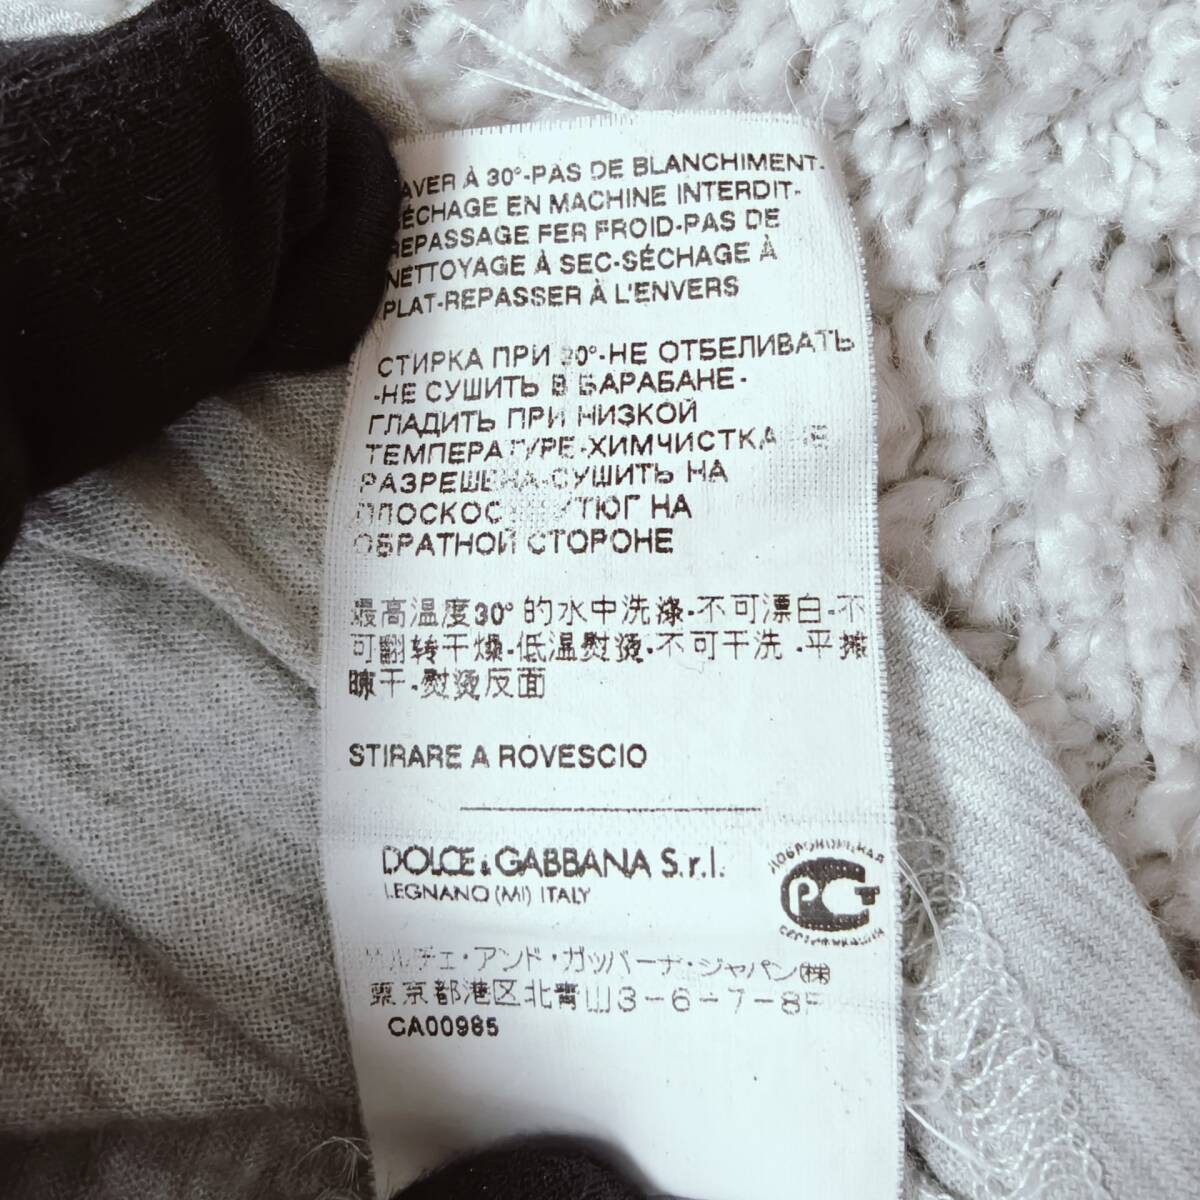 AVER À 30°-PAS DE BLANCHIMENT-
SÉCHAGE EN MACHINE INTERDIT-
REPASSAGE FER FROID-PAS DE
NETTOYAGE À SEC-SÉCHAGE À
PLAT-REPASSER À L'ENVERS
СТИРКА ПРИ 30°-НЕ ОТБЕЛИВАТЬ
-НЕ СУШИТЬ В БАРАБАНЕ-
ГЛАДИТЬ ПРИ НИЗКОЙ
ТЕМПЕРАТУРЕ-ХИМЧИСТКА НЕ
РАЗРЕШЕНА-СУШИТЬ НА
УТЮГ НА
ОБРАТНОЙ СТОРОНЕ
最高温度30°的水中洗涤-不可漂白-不
可翻转干燥-低温熨烫-不可干洗-平摊
晾干-熨烫反面
STIRARE A ROVESCIO
DOLCE & GABBANA S.r.l.
LEGNANO (MI) ITALY
ДОБРОВОЛЬНАЯ
РСТ
СЕРТИФИКАЦИЯ
ドルチェ・アンド・ガッバーナ・ジャパン㈱
東京都港区北青山3-6-7-8F
CA00985